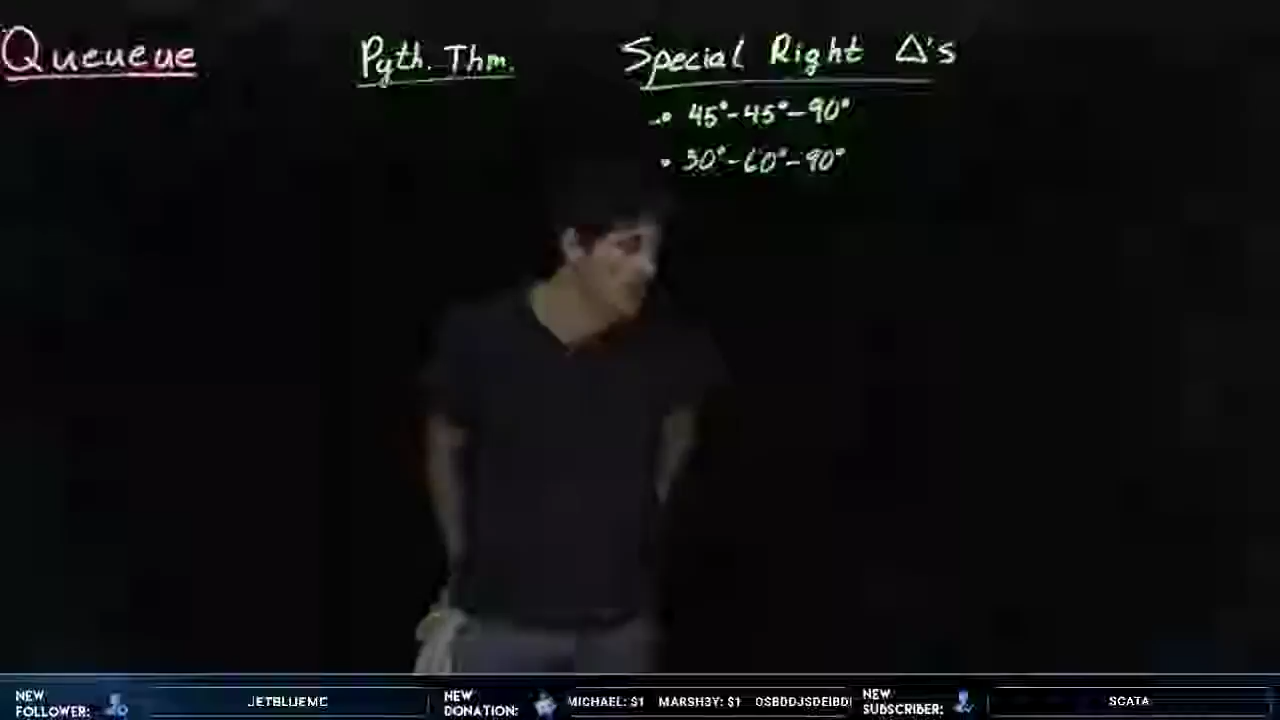 Queueue
Pyth. Thm.
Special Right Δ's
• 45°-45°-90°
• 30°-60°-90°
NEW FOLLOWER:
JETBLUEMC
NEW DONATION:
MICHAEL: $1 MARSH3Y: $1
NEW SUBSCRIBER:
SCATA